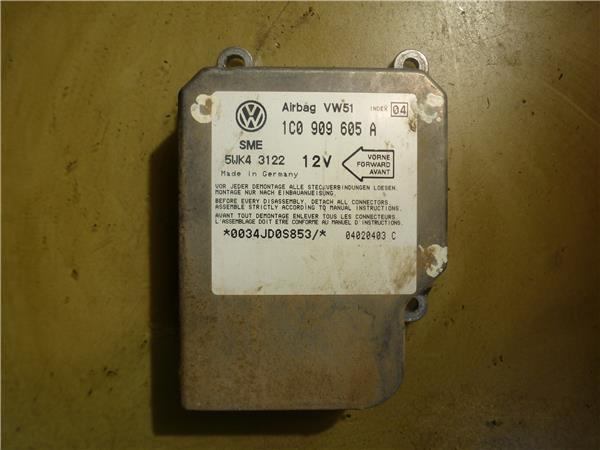 Airbag VW51 INDEX 04
1C0 909 605 A
SME
5WK4 3122 12V
VORNE
FORWARD
AVANT
Made in Germany
VOR JEDER DEMONTAGE ALLE STECKVERBINDUNGEN LOESEN.
MONTAGE NUR NACH EINBAUANWEISUNG.
BEFORE EVERY DISASSEMBLY, DETACH ALL CONNECTORS.
ASSEMBLE STRICTLY ACCORDING TO MANUAL INSTRUCTIONS.
AVANT TOUT DEMONTAGE ENLEVER TOUS LES CONNECTEURS.
L'ASSEMBLAGE DOIT ETRE CONFORME AU MANUEL D'INSTRUCTIONS.
*0034JD0S853/* 04020403 C